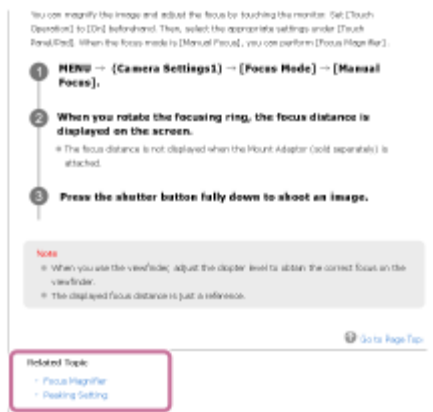 You can magnify the image and adjust the focus by touching the monitor. Set [Touch
Operation] to [On] beforehand. Then, select the appropriate settings under [Touch
Panel/Pad]. When the focus mode is [Manual Focus], you can perform [Focus Magnifier].
1 MENU → (Camera Settings1) → [Focus Mode] → [Manual
Focus].
2 When you rotate the focusing ring, the focus distance is
displayed on the screen.
The focus distance is not displayed when the Mount Adaptor (sold separately) is
attached.
3 Press the shutter button fully down to shoot an image.
Note
When you use the viewfinder, adjust the diopter level to obtain the correct focus on the
viewfinder.
The displayed focus distance is just a reference.
Go to Page Top
Related Topic
Focus Magnifier
Peaking Setting